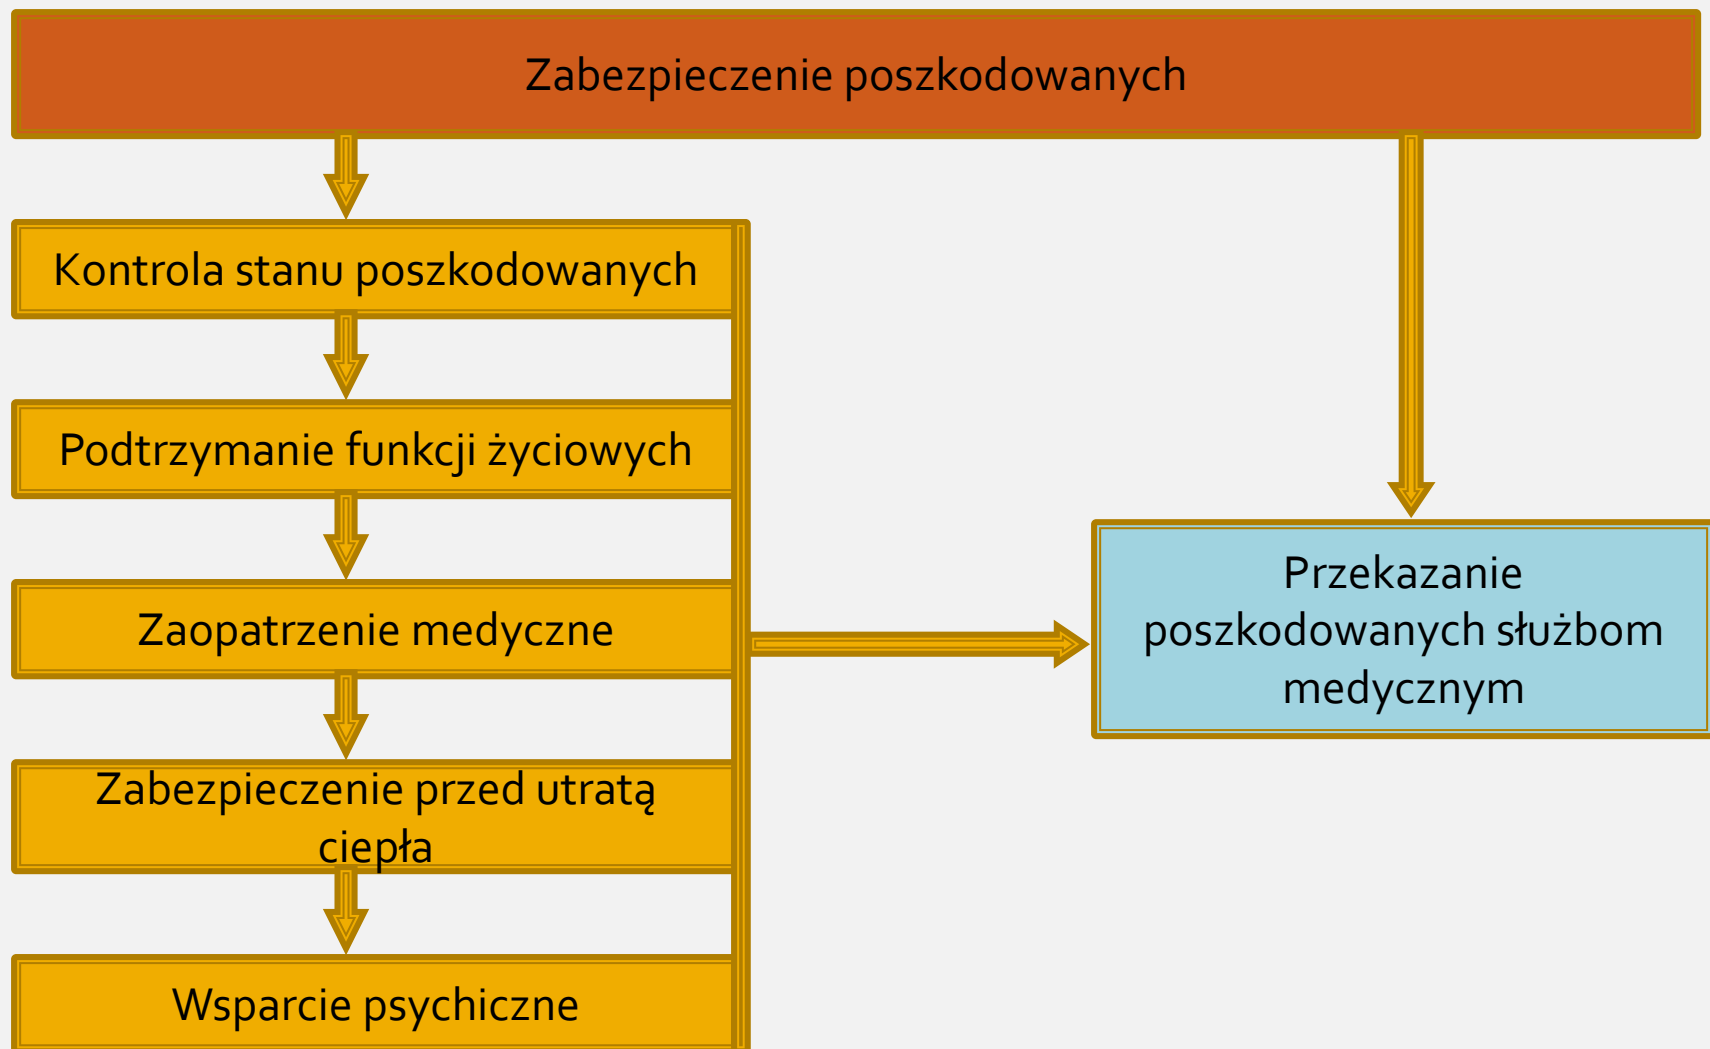 Zabezpieczenie poszkodowanych
Kontrola stanu poszkodowanych
Podtrzymanie funkcji życiowych
Zaopatrzenie medyczne
Zabezpieczenie przed utratą
ciepła
Wsparcie psychiczne
Przekazanie
poszkodowanych służbom
medycznym